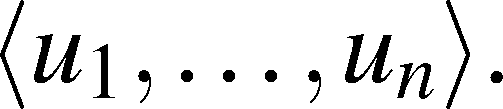 ⟨u₁, . . . , uₙ⟩.